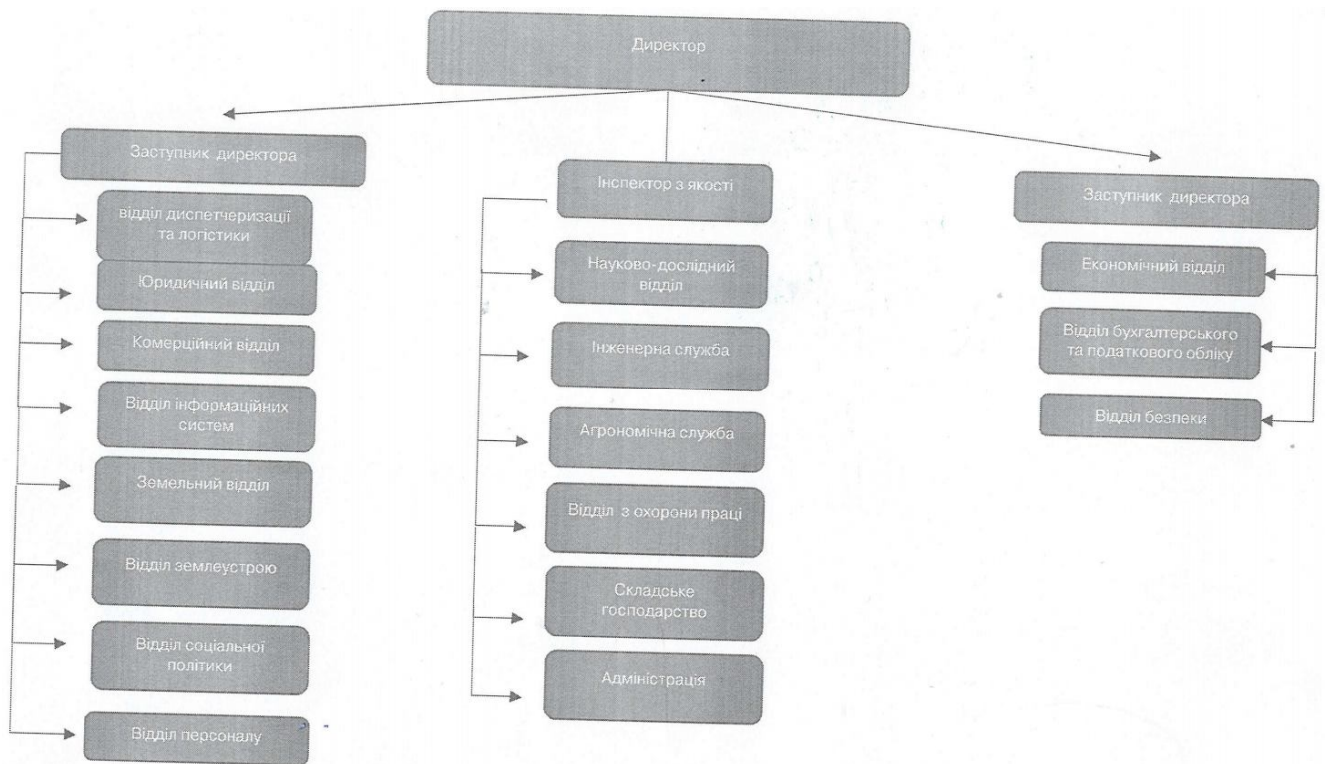 Директор
Заступник директора
відділ диспетчеризації
та логістики
Юридичний відділ
Комерційний відділ
Відділ інформаційних
систем
Земельний відділ
Відділ землеустрою
Відділ соціальної
політики
Відділ персоналу
Інспектор з якості
Науково-дослідний
відділ
Інженерна служба
Агрономічна служба
Відділ з охорони праці
Складське
господарство
Адміністрація
Заступник директора
Економічний відділ
Відділ бухгалтерського
та податкового обліку
Відділ безпеки